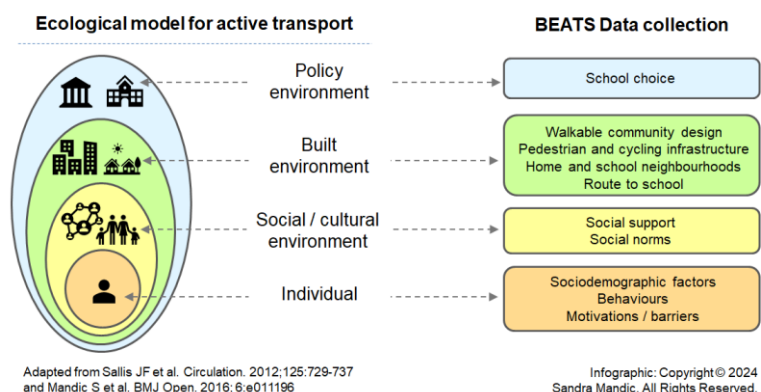 Ecological model for active transport
BEATS Data collection
Policy
environment
School choice
Built
environment
Walkable community design
Pedestrian and cycling infrastructure
Home and school neighbourhoods
Route to school
Social / cultural
environment
Social support
Social norms
Individual
Sociodemographic factors
Behaviours
Motivations / barriers
Adapted from Sallis JF et al. Circulation. 2012;125:729-737
and Mandic S et al. BMJ Open. 2016; 6:e011196
Infographic: Copyright © 2024
Sandra Mandic. All Rights Reserved.